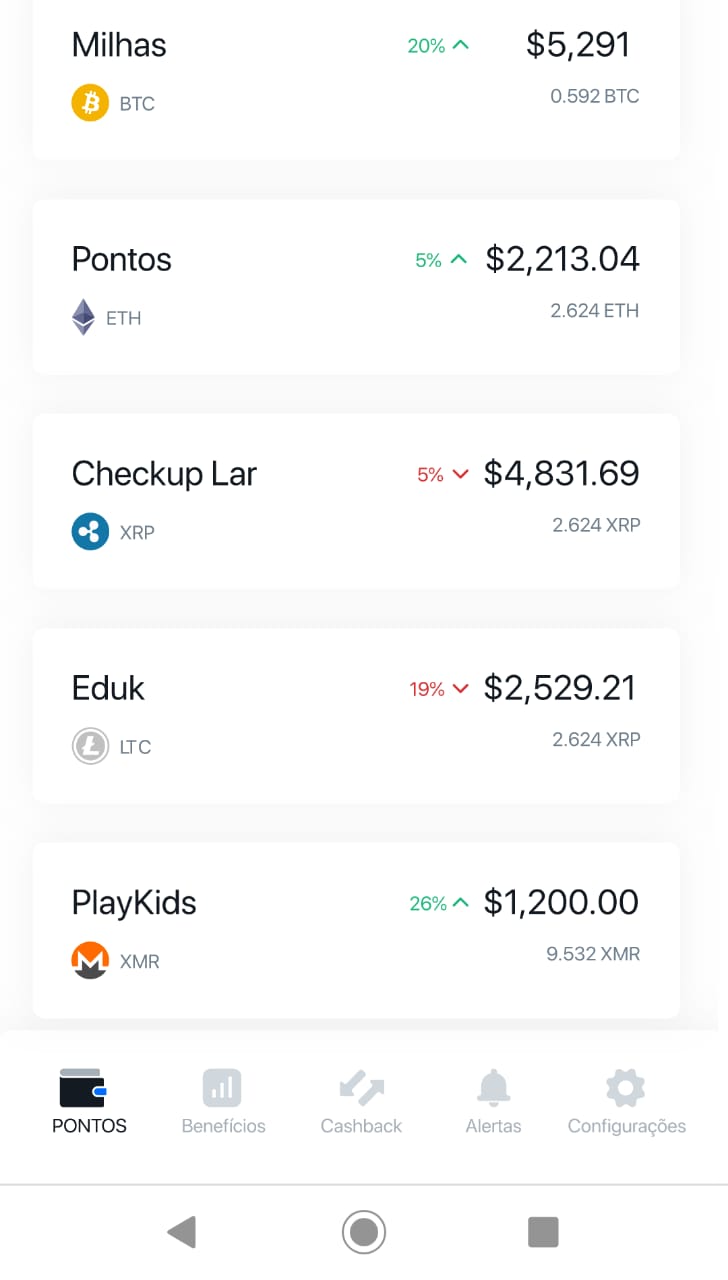 Milhas 20% $5,291
BTC 0.592 BTC
Pontos 5% $2,213.04
ETH 2.624 ETH
Checkup Lar 5% $4,831.69
XRP 2.624 XRP
Eduk 19% $2,529.21
LTC 2.624 XRP
PlayKids 26% $1,200.00
XMR 9.532 XMR
PONTOS Benefícios Cashback Alertas Configurações